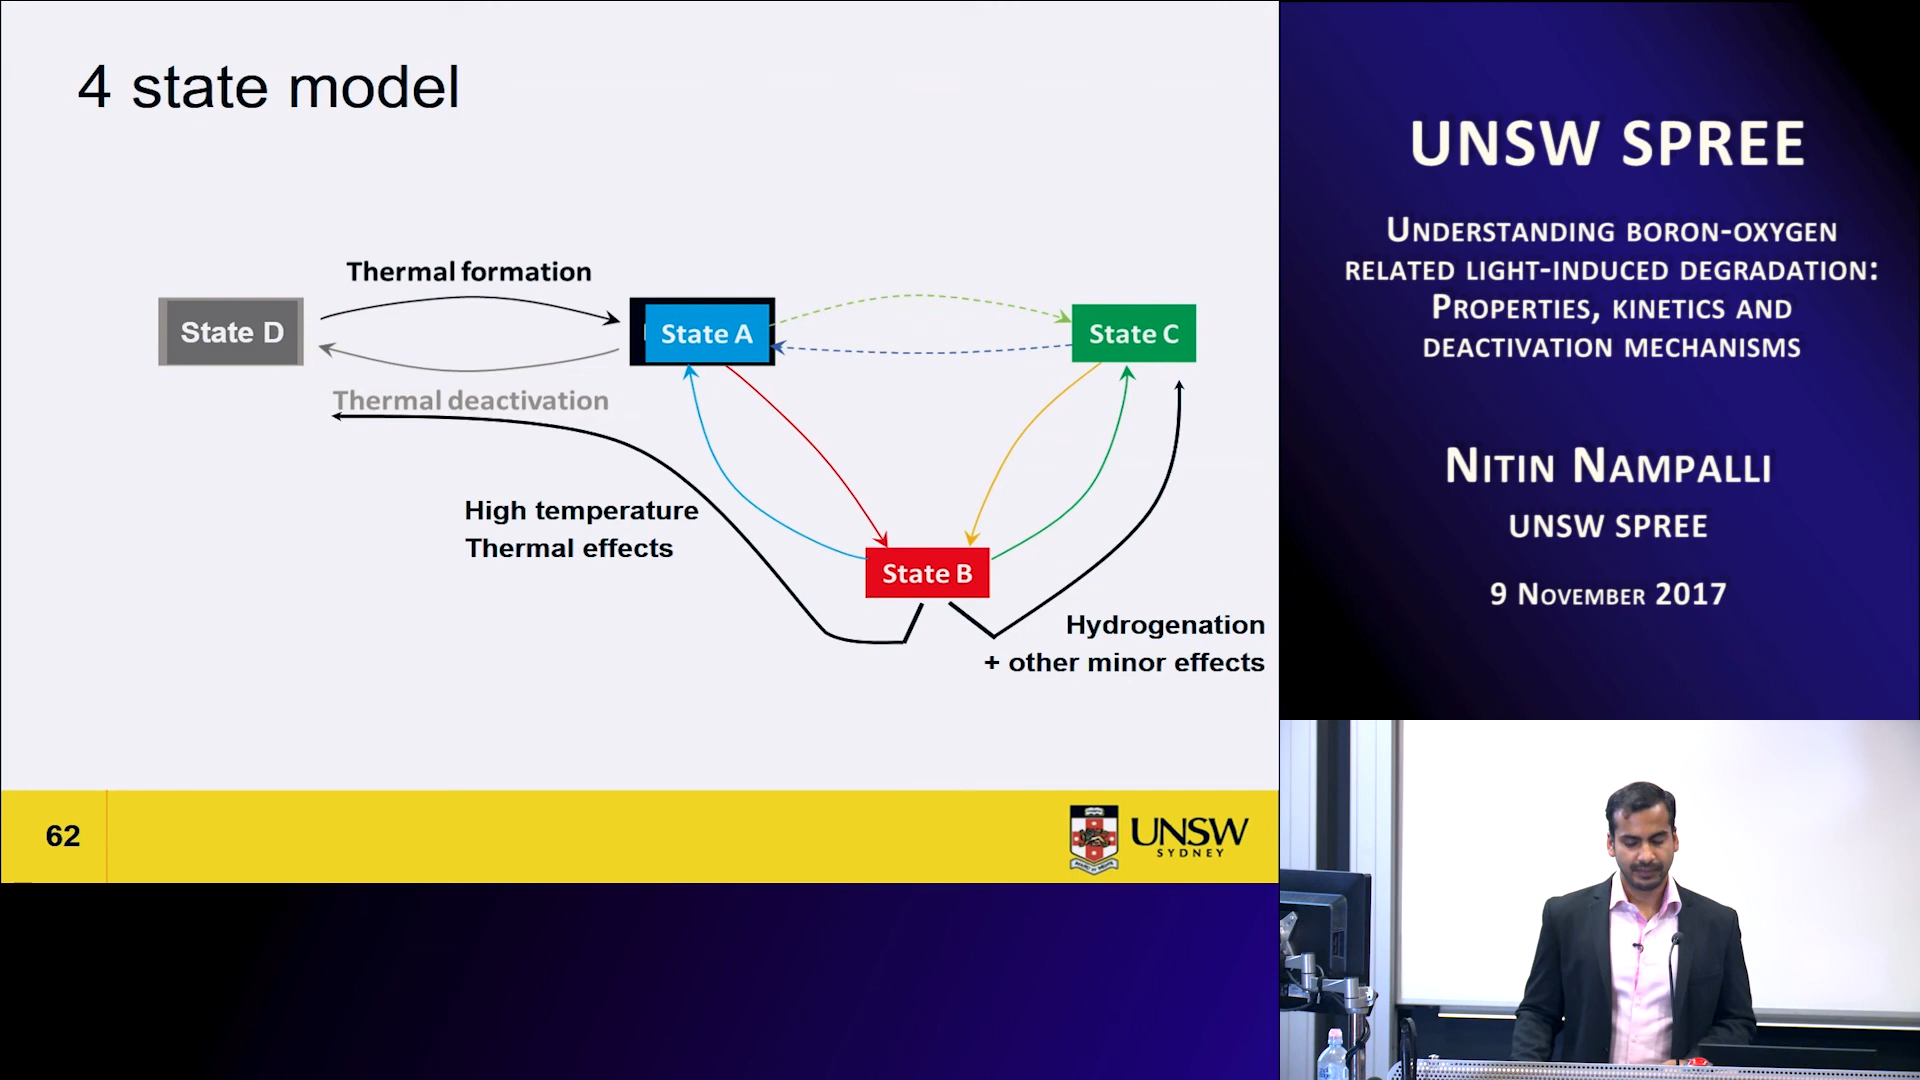 4 state model
Thermal formation
State D
State A
State C
Thermal deactivation
High temperature
Thermal effects
State B
Hydrogenation
+ other minor effects
62
UNSW
SYDNEY
UNSW SPREE
UNDERSTANDING BORON-OXYGEN
RELATED LIGHT-INDUCED DEGRADATION:
PROPERTIES, KINETICS AND
DEACTIVATION MECHANISMS
NITIN NAMPALLI
UNSW SPREE
9 NOVEMBER 2017